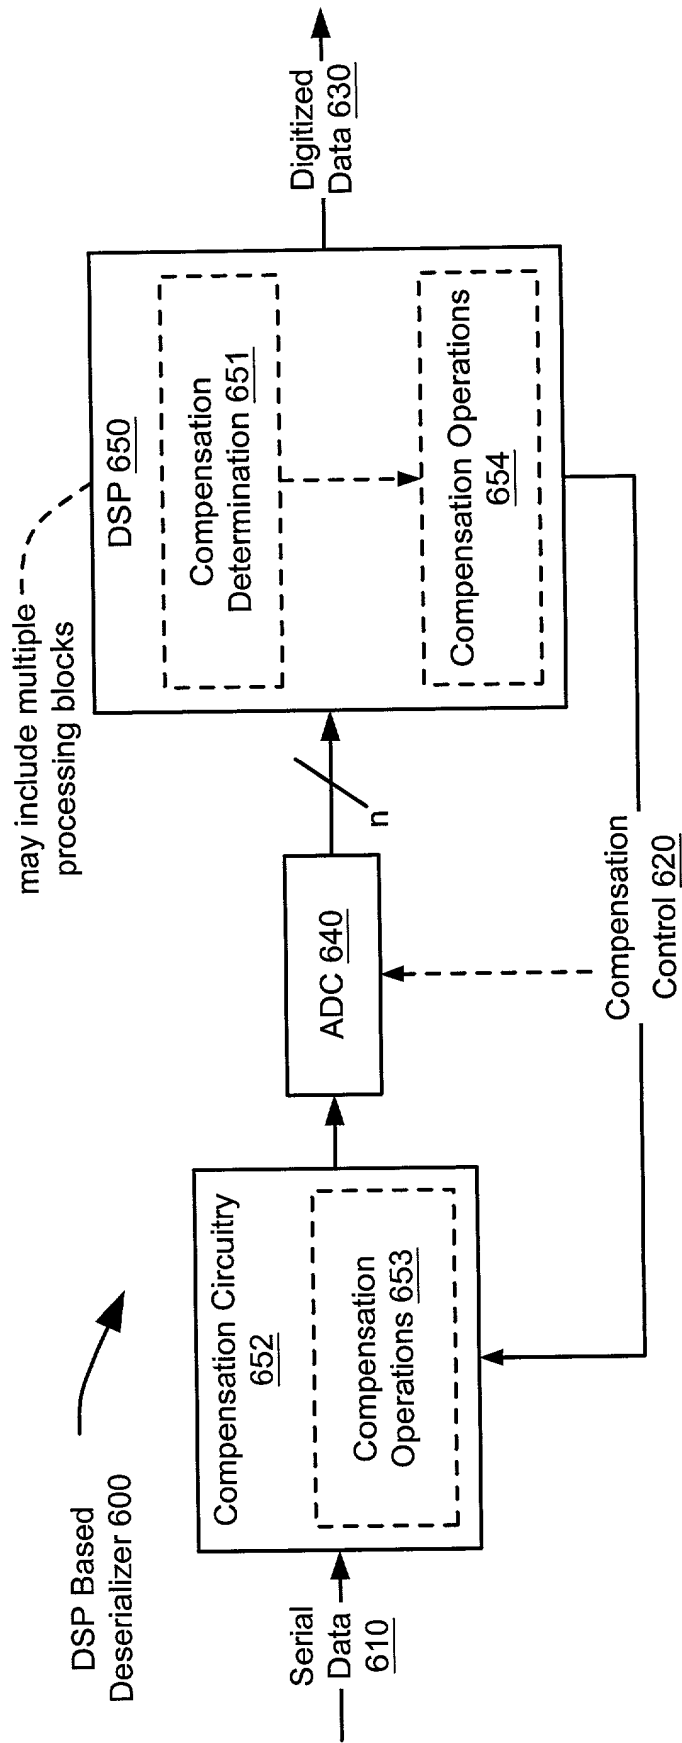 DSP Based
Deserializer 600
Serial
Data
610
Compensation Circuitry
652
Compensation
Operations 653
ADC 640
n
may include multiple
processing blocks
DSP 650
Compensation
Determination 651
Compensation Operations
654
Compensation
Control 620
Digitized
Data 630